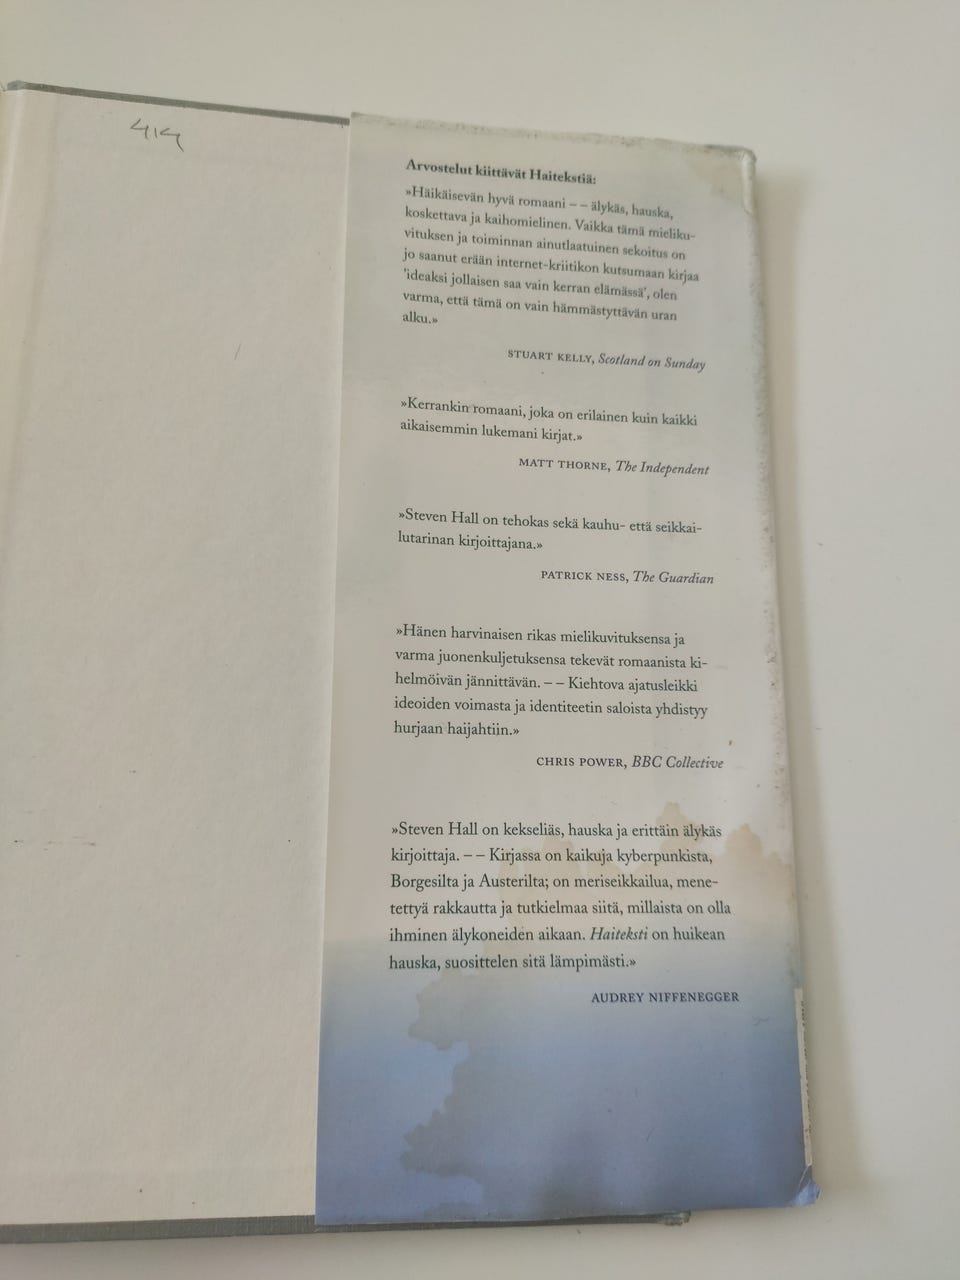 Arvostelut kiittävät Haitekstiä:
»Häikäisevän hyvä romaani – – älykäs, hauska,
koskettava ja kaihomielinen. Vaikka tämä mieliku-
vituksen ja toiminnan ainutlaatuinen sekoitus on
jo saanut erään internet-kriitikon kutsumaan kirjaa
'ideaksi jollaisen saa vain kerran elämässä', olen
varma, että tämä on vain hämmästyttävän uran
alku.»
STUART KELLY, Scotland on Sunday
»Kerrankin romaani, joka on erilainen kuin kaikki
aikaisemmin lukemani kirjat.»
MATT THORNE, The Independent
»Steven Hall on tehokas sekä kauhu- että seikkai-
lutarinan kirjoittajana.»
PATRICK NESS, The Guardian
»Hänen harvinaisen rikas mielikuvituksensa ja
varma juonenkuljetuksensa tekevät romaanista ki-
helmöivän jännittävän. – – Kiehtova ajatusleikki
ideoiden voimasta ja identiteetin saloista yhdistyy
hurjaan haijahtiin.»
CHRIS POWER, BBC Collective
»Steven Hall on kekseliäs, hauska ja erittäin älykäs
kirjoittaja. – – Kirjassa on kaikuja kyberpunkista,
Borgesilta ja Austerilta; on meriseikkailua, mene-
tettyä rakkautta ja tutkielmaa siitä, millaista on olla
ihminen älykoneiden aikaan. Haiteksti on huikean
hauska, suosittelen sitä lämpimästi.»
AUDREY NIFFENEGGER